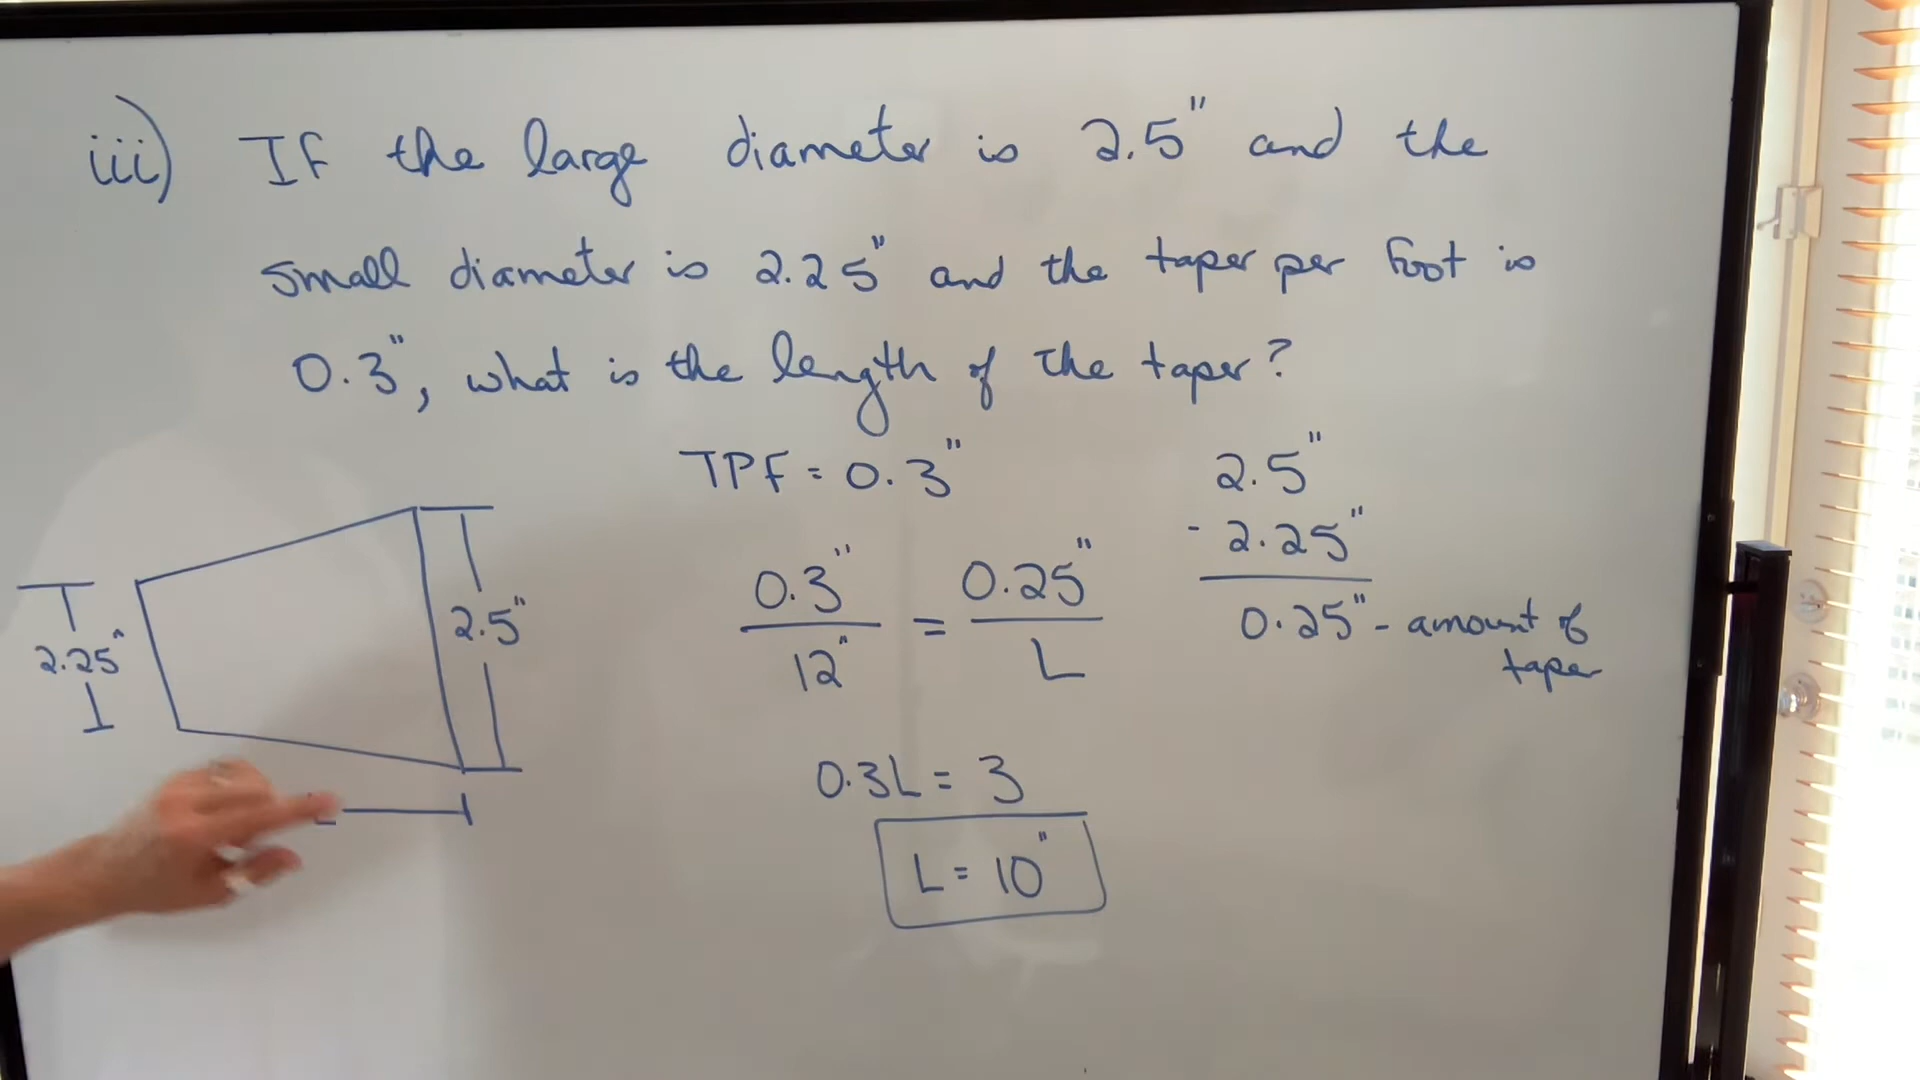 iii) If the large diameter is 2.5" and the
small diameter is 2.25" and the taper per foot is
0.3", what is the length of the taper?
TPF = 0.3"
2.5"
- 2.25"
0.25" - amount of
taper
0.3" / 12" = 0.25" / L
0.3L = 3
L = 10"
2.25"
2.5"